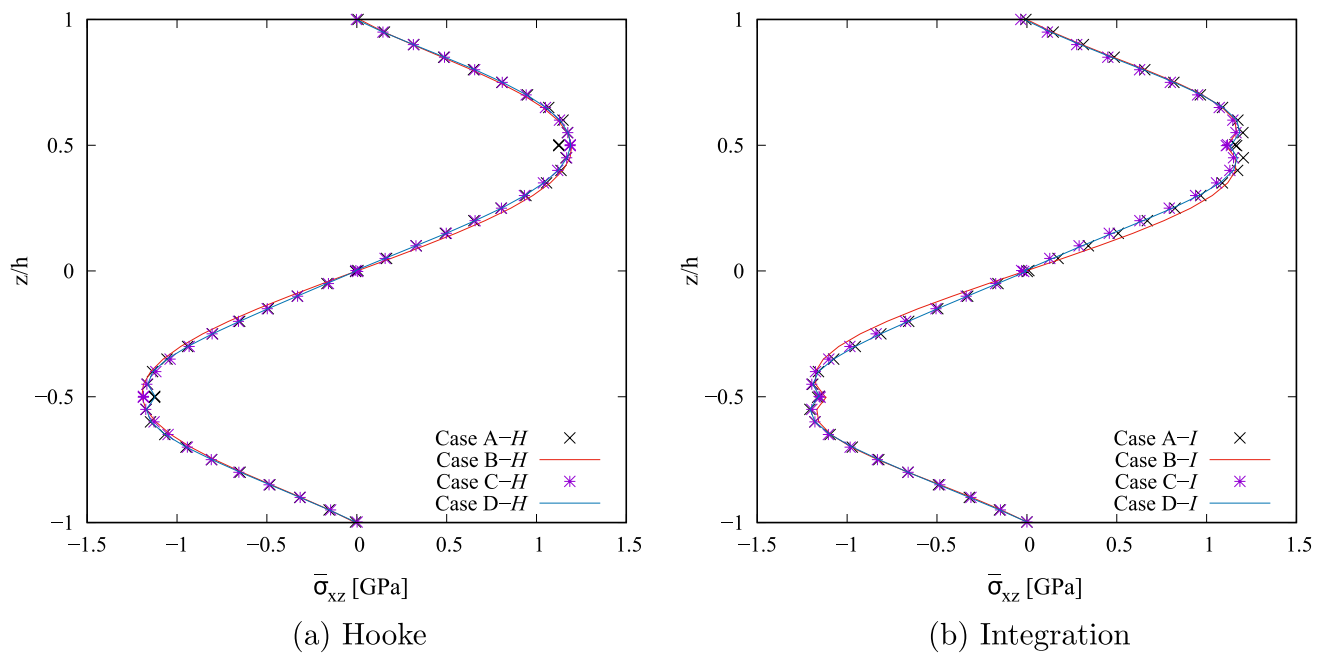 1
0.5
0
−0.5
−1
z/h
−1.5
−1
−0.5
0
0.5
1
1.5
σ̅xz [GPa]
Case A−H
Case B−H
Case C−H
Case D−H
(a) Hooke
1
0.5
0
−0.5
−1
z/h
−1.5
−1
−0.5
0
0.5
1
1.5
σ̅xz [GPa]
Case A−I
Case B−I
Case C−I
Case D−I
(b) Integration